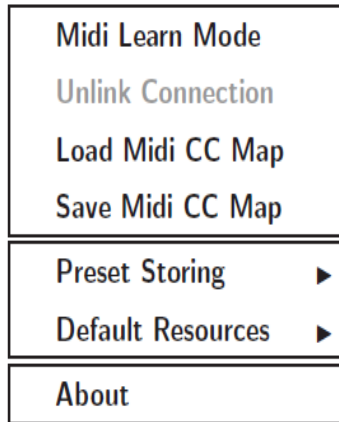 Midi Learn Mode
Unlink Connection
Load Midi CC Map
Save Midi CC Map
Preset Storing ▶
Default Resources ▶
About